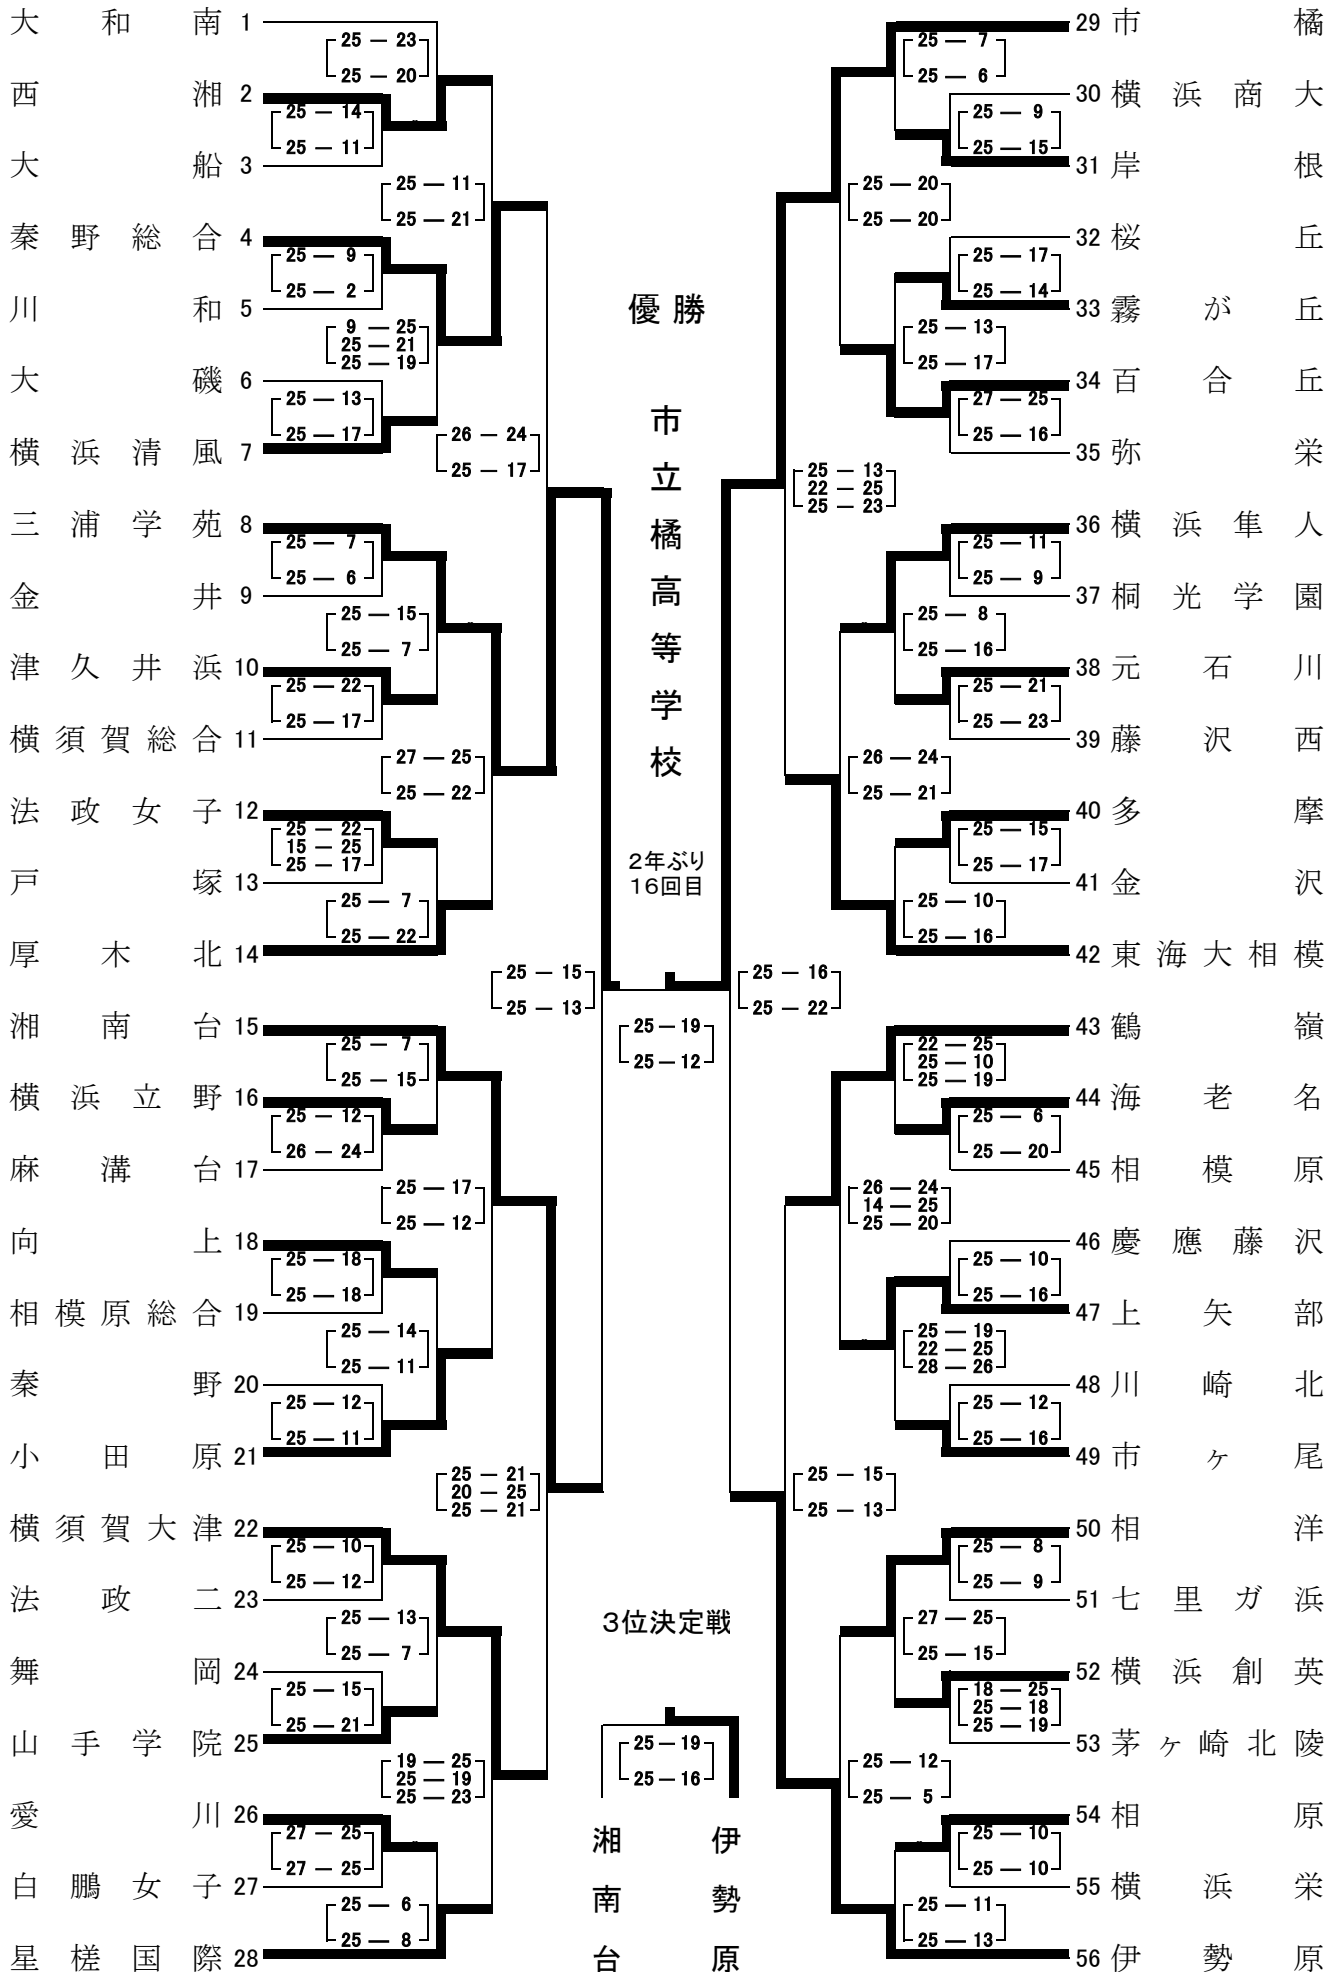 大和南 1
25 — 23
25 — 20
西湘 2
25 — 14
25 — 11
大船 3
25 — 11
25 — 21
秦野総合 4
25 — 9
25 — 2
川和 5
9 — 25
25 — 21
25 — 19
大磯 6
25 — 13
25 — 17
横浜清風 7
26 — 24
25 — 17
三浦学苑 8
25 — 7
25 — 6
金井 9
25 — 15
25 — 7
津久井浜 10
25 — 22
25 — 17
横須賀総合 11
27 — 25
25 — 22
法政女子 12
25 — 22
15 — 25
25 — 17
戸塚 13
25 — 7
25 — 22
厚木北 14
25 — 15
25 — 13
湘南台 15
25 — 7
25 — 15
横浜立野 16
25 — 12
26 — 24
麻溝台 17
25 — 17
25 — 12
向上 18
25 — 18
25 — 18
相模原総合 19
25 — 14
25 — 11
秦野 20
25 — 12
25 — 11
小田原 21
25 — 21
20 — 25
25 — 21
横須賀大津 22
25 — 10
25 — 12
法政二 23
25 — 13
25 — 7
舞岡 24
25 — 15
25 — 21
山手学院 25
19 — 25
25 — 19
25 — 23
愛川 26
27 — 25
27 — 25
白鵬女子 27
25 — 6
25 — 8
星槎国際 28
優勝
市立橘高等学校
2年ぶり
16回目
25 — 19
25 — 12
3位決定戦
25 — 19
25 — 16
湘南台
伊勢原
29 市橘
25 — 7
25 — 6
30 横浜商大
25 — 9
25 — 15
31 岸根
25 — 20
25 — 20
32 桜丘
25 — 17
25 — 14
33 霧が丘
25 — 13
25 — 17
34 百合丘
27 — 25
25 — 16
35 弥栄
25 — 13
22 — 25
25 — 23
36 横浜隼人
25 — 11
25 — 9
37 桐光学園
25 — 8
25 — 16
38 元石川
25 — 21
25 — 23
39 藤沢西
26 — 24
25 — 21
40 多摩
25 — 15
25 — 17
41 金沢
25 — 10
25 — 16
42 東海大相模
25 — 16
25 — 22
43 鶴嶺
22 — 25
25 — 10
25 — 19
44 海老名
25 — 6
25 — 20
45 相模原
26 — 24
14 — 25
25 — 20
46 慶應藤沢
25 — 10
25 — 16
47 上矢部
25 — 19
22 — 25
28 — 26
48 川崎北
25 — 12
25 — 16
49 市ヶ尾
25 — 15
25 — 13
50 相洋
25 — 8
25 — 9
51 七里ガ浜
27 — 25
25 — 15
52 横浜創英
18 — 25
25 — 18
25 — 19
53 茅ヶ崎北陵
25 — 12
25 — 5
54 相原
25 — 10
25 — 10
55 横浜栄
25 — 11
25 — 13
56 伊勢原